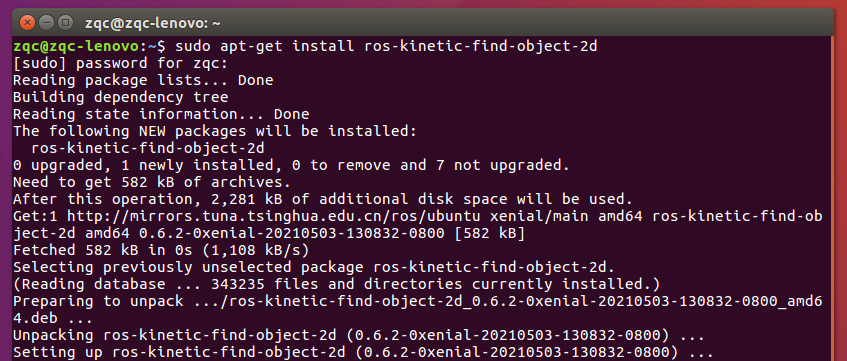 zqc@zqc-lenovo: ~
zqc@zqc-lenovo:~$ sudo apt-get install ros-kinetic-find-object-2d
[sudo] password for zqc:
Reading package lists... Done
Building dependency tree
Reading state information... Done
The following NEW packages will be installed:
  ros-kinetic-find-object-2d
0 upgraded, 1 newly installed, 0 to remove and 7 not upgraded.
Need to get 582 kB of archives.
After this operation, 2,281 kB of additional disk space will be used.
Get:1 http://mirrors.tuna.tsinghua.edu.cn/ros/ubuntu xenial/main amd64 ros-kinetic-find-ob
ject-2d amd64 0.6.2-0xenial-20210503-130832-0800 [582 kB]
Fetched 582 kB in 0s (1,108 kB/s)
Selecting previously unselected package ros-kinetic-find-object-2d.
(Reading database ... 343235 files and directories currently installed.)
Preparing to unpack .../ros-kinetic-find-object-2d_0.6.2-0xenial-20210503-130832-0800_amd6
4.deb ...
Unpacking ros-kinetic-find-object-2d (0.6.2-0xenial-20210503-130832-0800) ...
Setting up ros-kinetic-find-object-2d (0.6.2-0xenial-20210503-130832-0800) ...